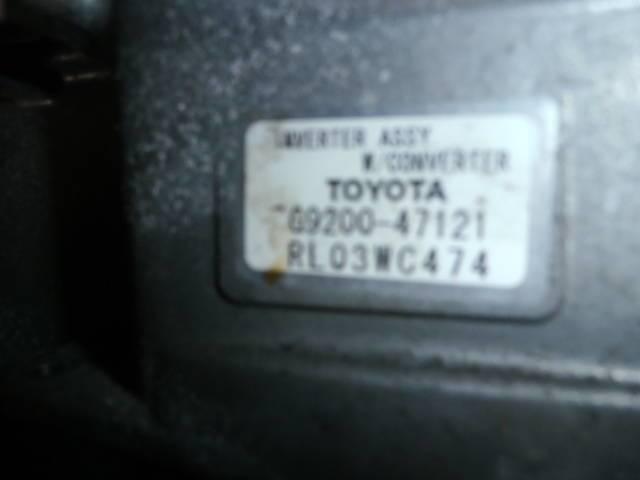 INVERTER ASSY
W/CONVERTER
TOYOTA
G9200-47121
RL03WC474